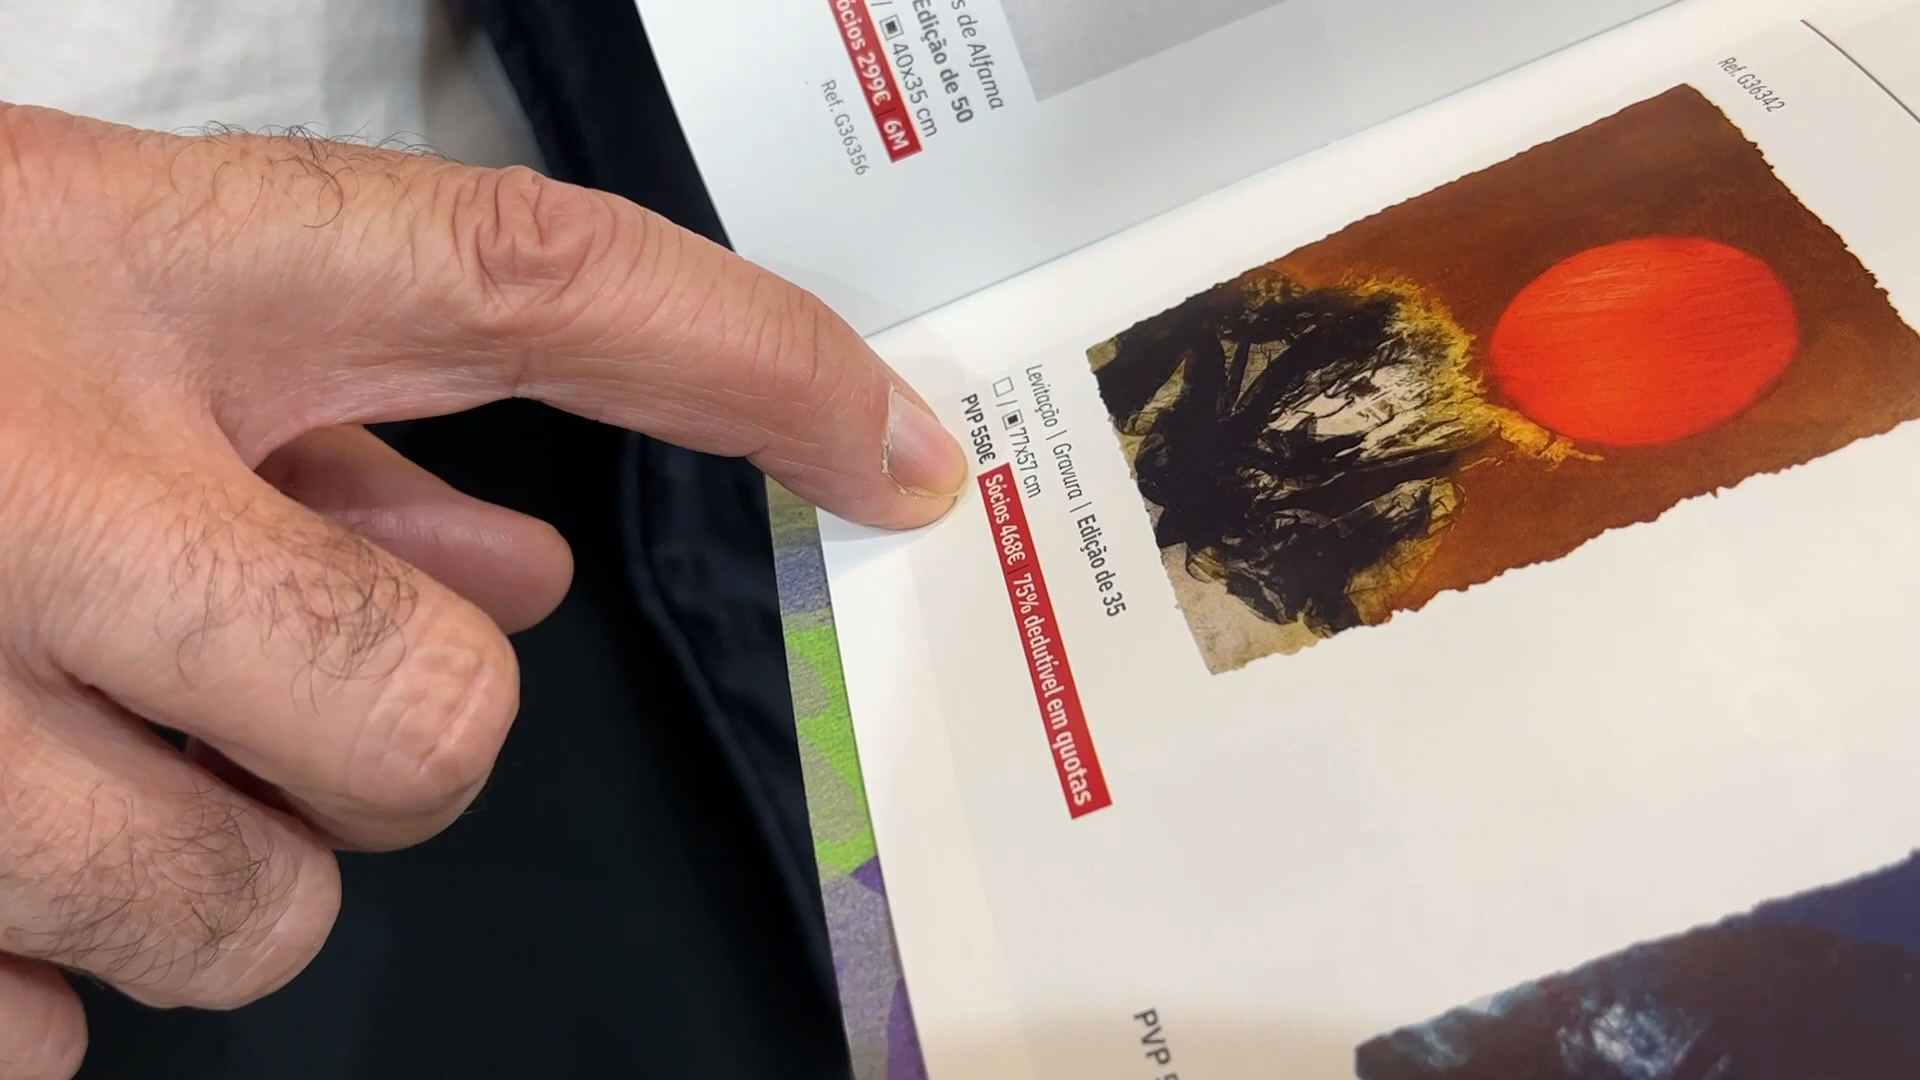 s de Alfama
Edição de 50
/ ▣ 40x35 cm
ócios 299€ | 6M
Ref. G36356
Ref. G36342
Levitação | Gravura | Edição de 35
□ / ▣ 77x57 cm
PVP 550€ Sócios 468€ | 75% dedutível em quotas
PVP